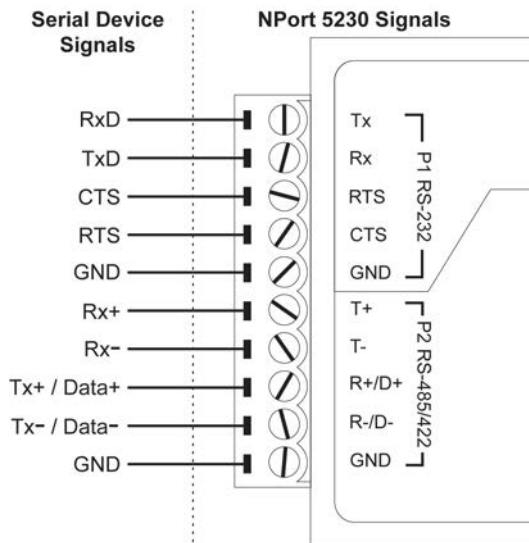 Serial Device
Signals
NPort 5230 Signals
RxD
TxD
CTS
RTS
GND
Rx+
Rx-
Tx+ / Data+
Tx- / Data-
GND
Tx
Rx
RTS
CTS
GND
P1 RS-232
T+
T-
R+/D+
R-/D-
GND
P2 RS-485/422